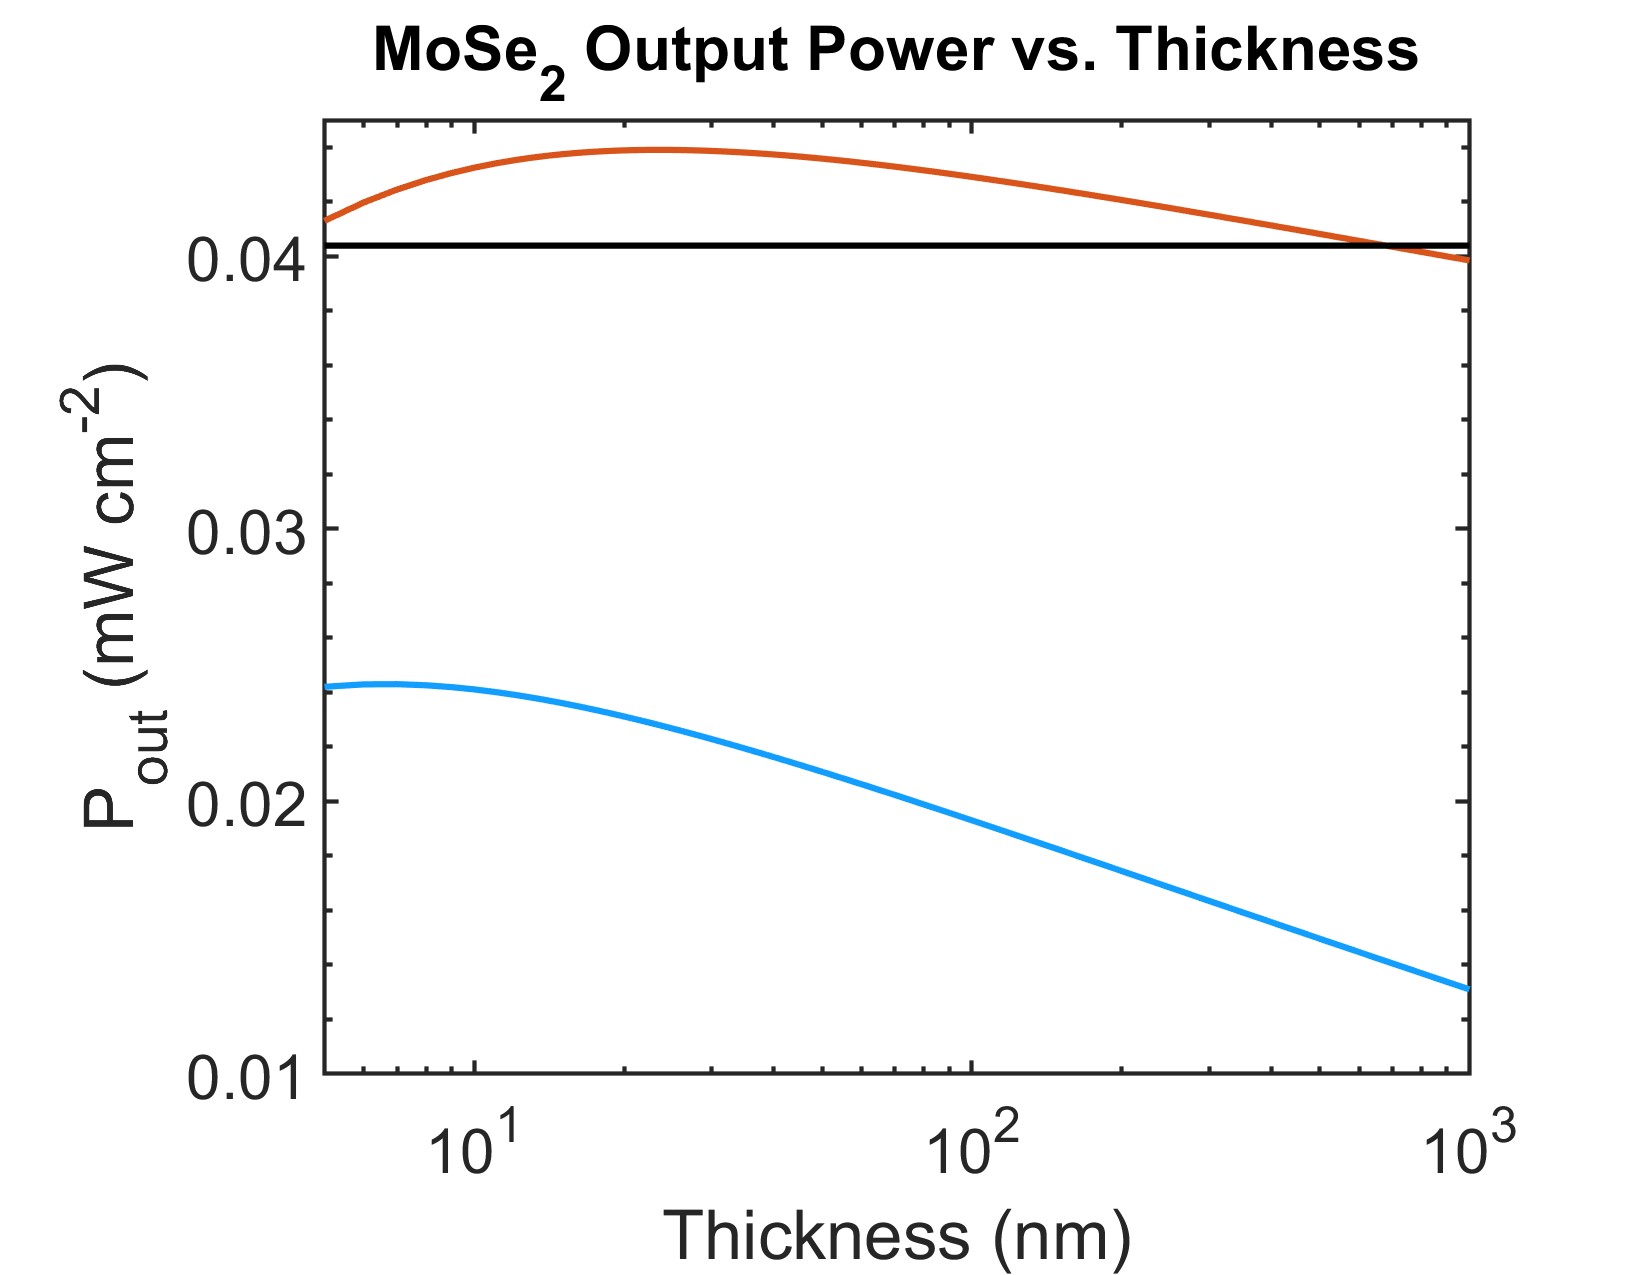 MoSe2 Output Power vs. Thickness
0.04
0.03
0.02
0.01
Pout (mW cm-2)
10^1 10^2 10^3
Thickness (nm)